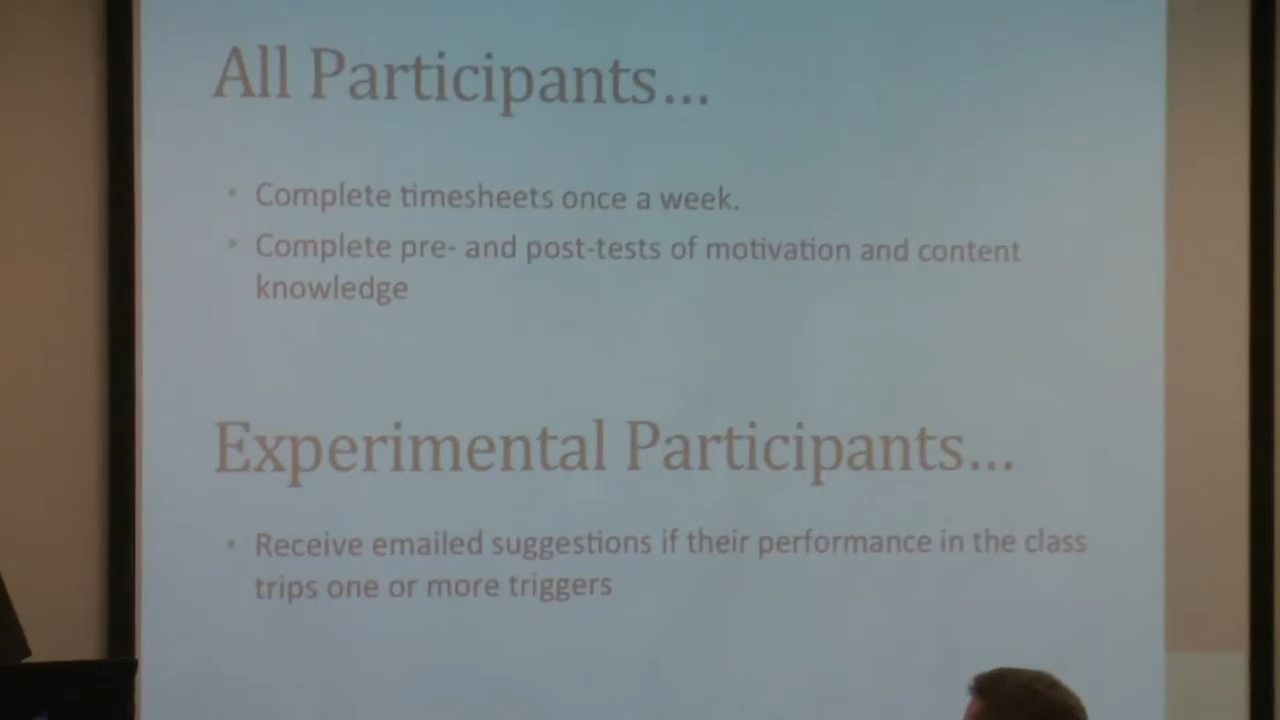 All Participants...
• Complete timesheets once a week.
• Complete pre- and post-tests of motivation and content
knowledge
Experimental Participants...
• Receive emailed suggestions if their performance in the class
trips one or more triggers